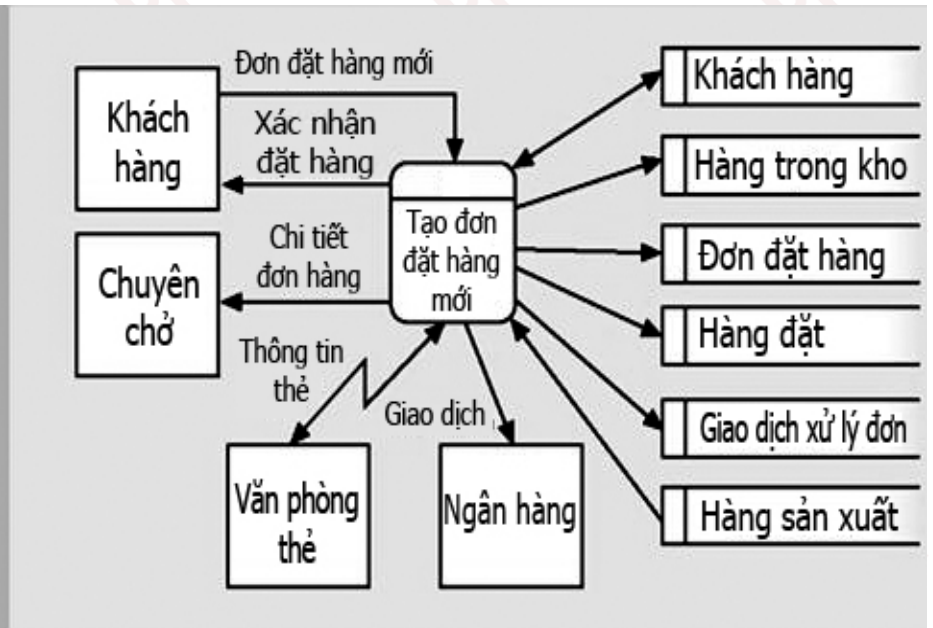 Đơn đặt hàng mới
Khách
hàng
Xác nhận
đặt hàng
Chi tiết
đơn hàng
Chuyên
chở
Tạo đơn
đặt hàng
mới
Thông tin
thẻ
Giao dịch
Văn phòng
thẻ
Ngân hàng
Khách hàng
Hàng trong kho
Đơn đặt hàng
Hàng đặt
Giao dịch xử lý đơn
Hàng sản xuất